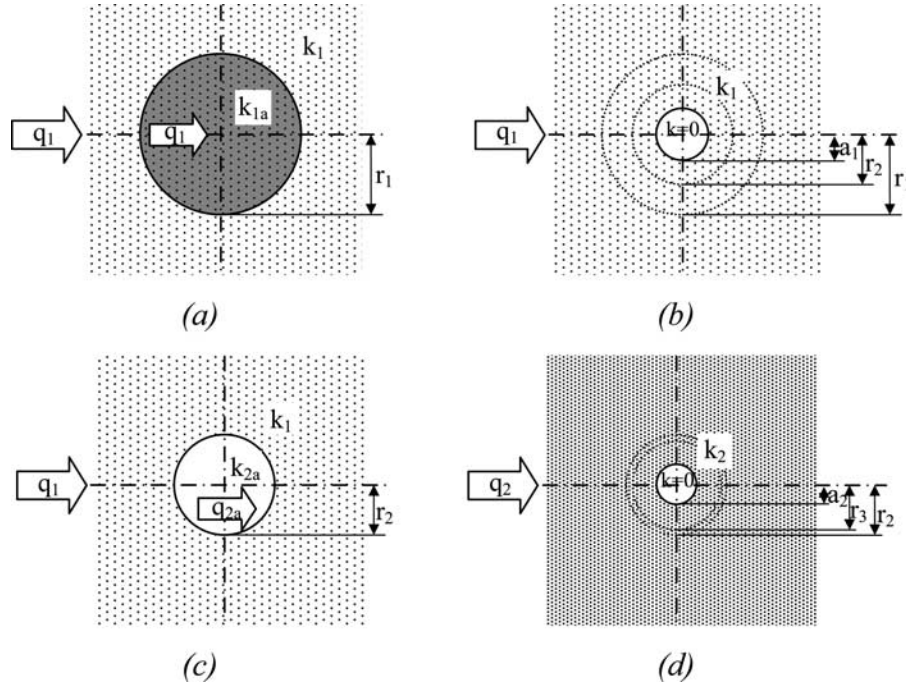 k₁
k₁ₐ
q₁
q₁
r₁
(a)
k₁
k=0
q₁
a₁
r₂
r
(b)
k₁
k₂ₐ
q₁
q₂ₐ
r₂
(c)
k₂
k=0
q₂
a₂
r₃
r₂
(d)